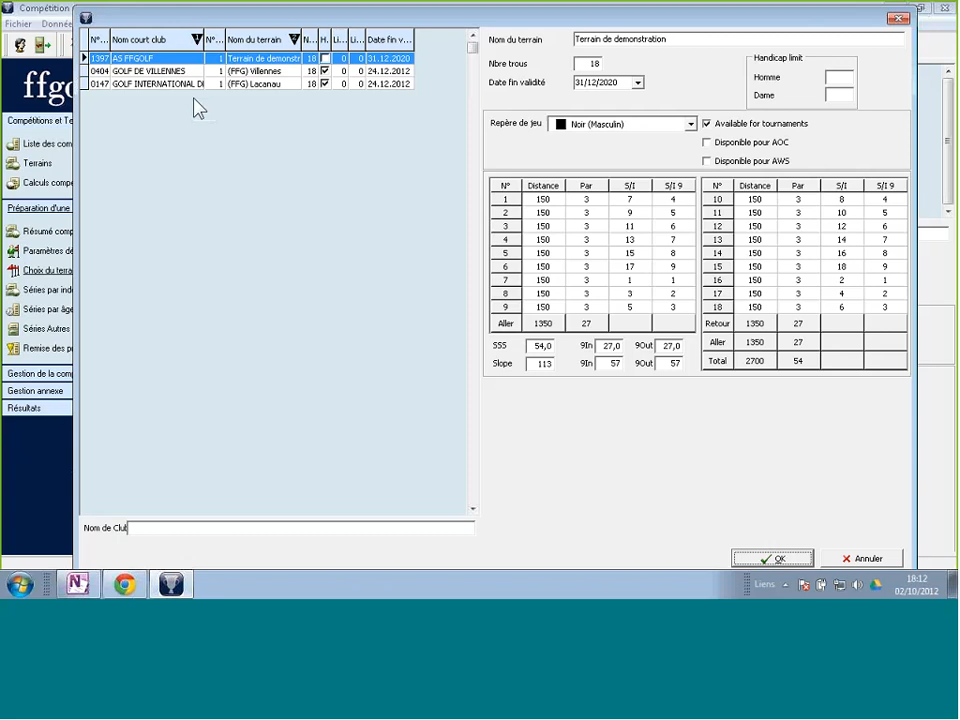 Compétition
Fichier Donnée
ffgo
Compétitions et Te
Liste des com
Terrains
Calculs compe
Préparation d'une
Résumé comp
Paramètres de
Choix du terra
Séries par ind
Séries par âge
Séries Autres
Remise des p
Gestion de la com
Gestion annexe
Résultats
N°... Nom court club N°... Nom du terrain N... H. Li... Li... Date fin v...
1397 AS FFGOLF 1 Terrain de demonstr 18 0 0 31.12.2020
0404 GOLF DE VILLENNES 1 (FFG) Villennes 18 0 0 24.12.2012
0147 GOLF INTERNATIONAL D 1 (FFG) Lacanau 18 0 0 24.12.2012
Nom de Club
Nom du terrain Terrain de demonstration
Nbre trous 18
Date fin validité 31/12/2020
Handicap limit
Homme
Dame
Repère de jeu Noir (Masculin)
Available for tournaments
Disponible pour AOC
Disponible pour AWS
N° Distance Par S/I S/I 9
1 150 3 7 4
2 150 3 9 5
3 150 3 11 6
4 150 3 13 7
5 150 3 15 8
6 150 3 17 9
7 150 3 1 1
8 150 3 3 2
9 150 3 5 3
Aller 1350 27
N° Distance Par S/I S/I 9
10 150 3 8 4
11 150 3 10 5
12 150 3 12 6
13 150 3 14 7
14 150 3 16 8
15 150 3 18 9
16 150 3 2 1
17 150 3 4 2
18 150 3 6 3
Retour 1350 27
Aller 1350 27
Total 2700 54
SSS 54,0 9In 27,0 9Out 27,0
Slope 113 9In 57 9Out 57
OK Annuler
Liens
18:12
02/10/2012